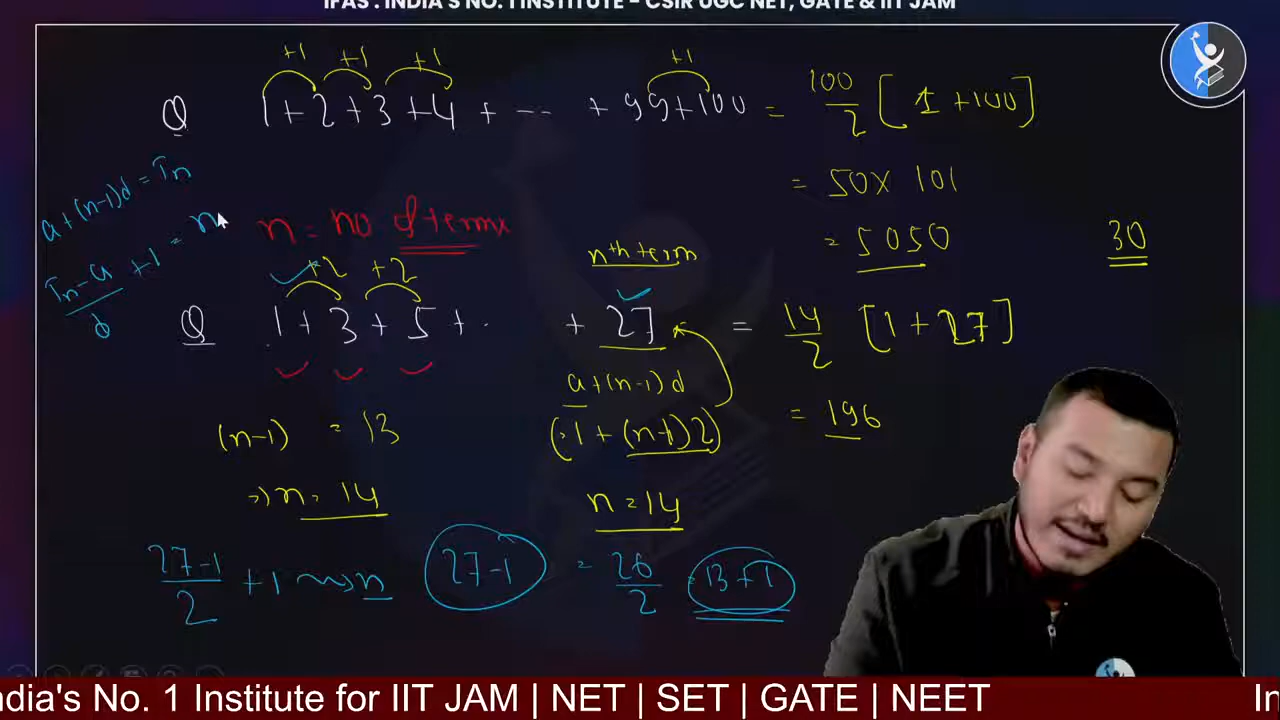 IFAS : INDIA'S NO. 1 INSTITUTE - CSIR UGC NET, GATE & IIT JAM
+1 +1 +1 +1
Q 1+2+3+4+ -- +99+100 = 100/2 [1+100]
= 50x 101
a+(n-1)d = Tn
n = no of terms
= 5050
30
Tn-a/d +1 = n
+2 +2
nth term
Q 1+3+5+ . +27 = 14/2 [1+27]
a+(n-1)d
= 196
(n-1) = 13
(=1+(n-1)2)
=> n = 14
n=14
27-1/2 +1 n
27-1 = 26/2 = 13+1
ndia's No. 1 Institute for IIT JAM | NET | SET | GATE | NEET
In